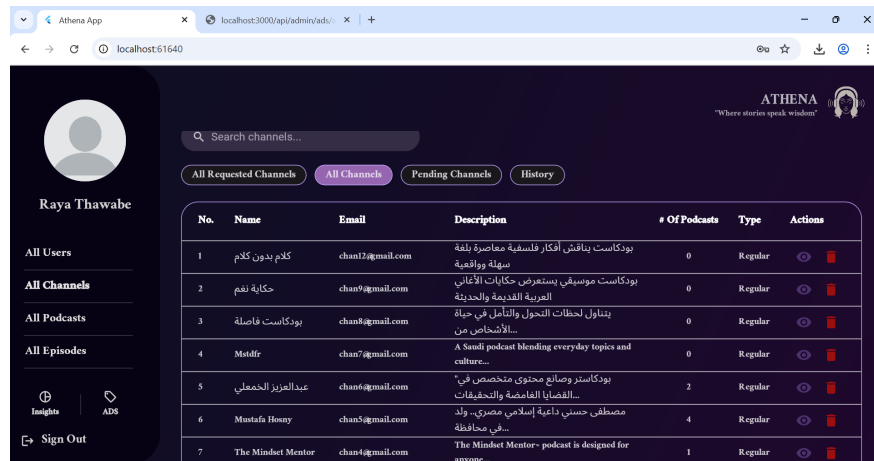 Athena App
localhost:3000/api/admin/ads/
localhost:61640
ATHENA
"Where stories speak wisdom"
Raya Thawabe
All Users
All Channels
All Podcasts
All Episodes
Insights
ADS
Sign Out
Search channels...
All Requested Channels
All Channels
Pending Channels
History
No. Name Email Description # Of Podcasts Type Actions
1 كلام بدون كلام chan12@gmail.com بودكاست يناقش أفكار فلسفية معاصرة بلغة
سهلة وواقعية
0 Regular
2 حكاية نغم chan9@gmail.com بودكاست موسيقي يستعرض حكايات الأغاني
العربية القديمة والحديثة
0 Regular
3 بودكاست فاصلة chan8@gmail.com يتناول لحظات التحول والتأمل في حياة
...الأشخاص من
0 Regular
4 Mstdfr chan7@gmail.com A Saudi podcast blending everyday topics and
culture...
0 Regular
5 عبدالعزيز الخمعلي chan6@gmail.com "بودكاستر وصانع محتوى متخصص في
...القضايا الغامضة والتحقيقات
2 Regular
6 Mustafa Hosny chan5@gmail.com مصطفى حسني داعية إسلامي مصري.. ولد
...في محافظة
4 Regular
7 The Mindset Mentor chan4@gmail.com The Mindset Mentor- podcast is designed for
anyone
1 Regular